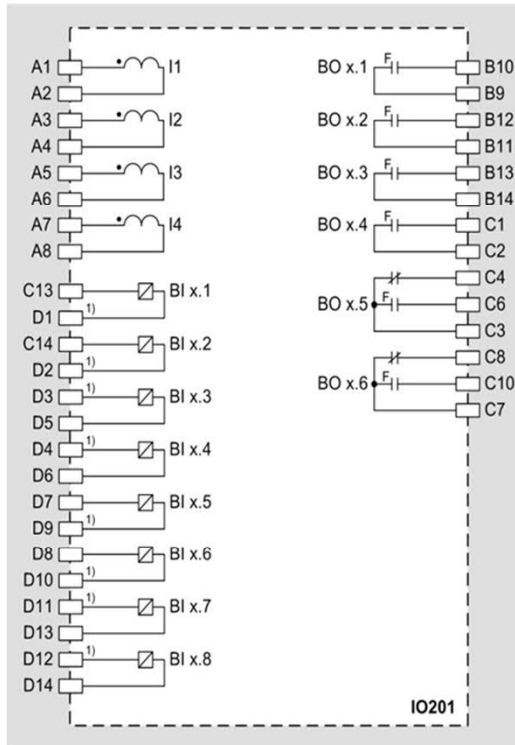 A1 I1 BO x.1 F B10
A2 B9
A3 I2 BO x.2 F B12
A4 B11
A5 I3 BO x.3 F B13
A6 B14
A7 I4 BO x.4 F C1
A8 C2
C4
C13 BI x.1 BO x.5 F C6
D1 1) C3
C14 BI x.2 C8
D2 1) BO x.6 F C10
D3 1) BI x.3 C7
D5
D4 1) BI x.4
D6
D7 BI x.5
D9 1)
D8 BI x.6
D10 1)
D11 1) BI x.7
D13
D12 1) BI x.8
D14
IO201